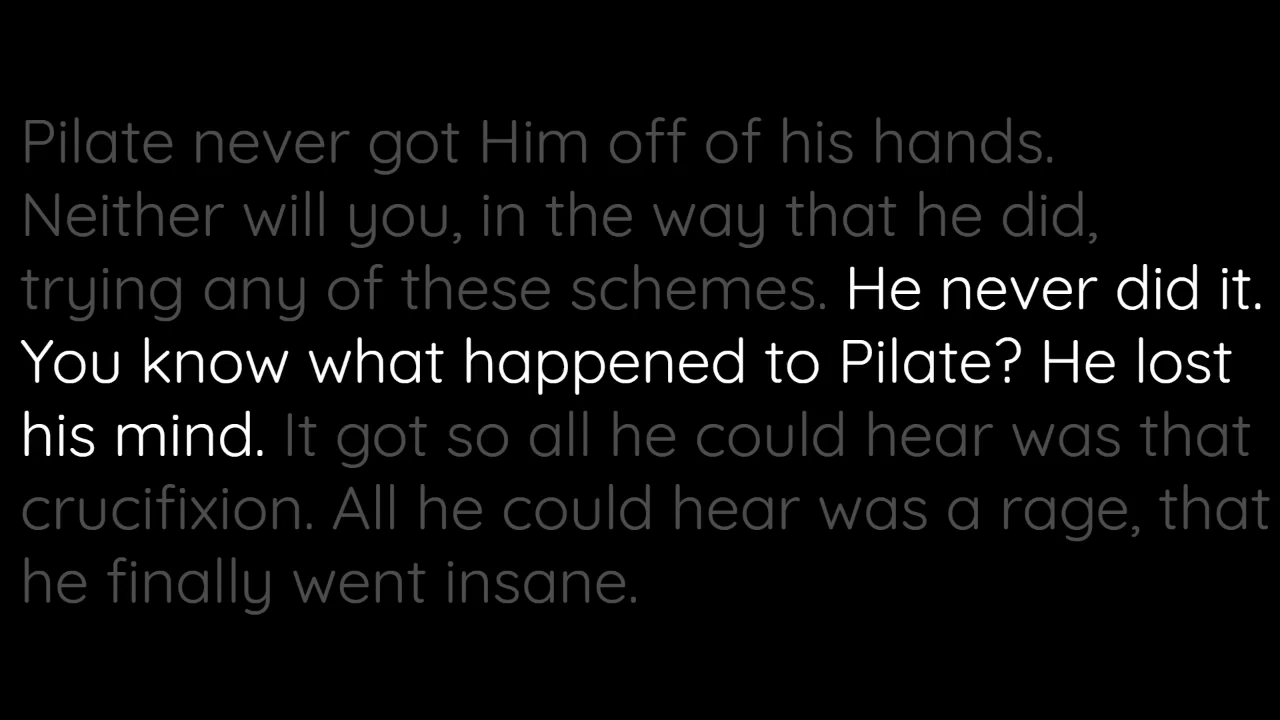 Pilate never got Him off of his hands.
Neither will you, in the way that he did,
trying any of these schemes. He never did it.
You know what happened to Pilate? He lost
his mind. It got so all he could hear was that
crucifixion. All he could hear was a rage, that
he finally went insane.